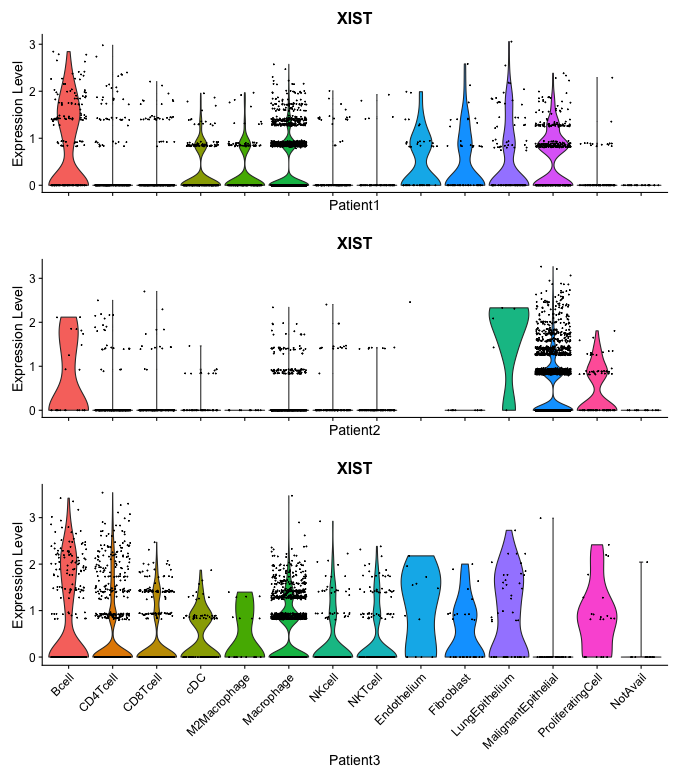 XIST
Expression Level
3
2
1
0
Patient1
XIST
Expression Level
3
2
1
0
Patient2
XIST
Expression Level
3
2
1
0
Bcell
CD4Tcell
CD8Tcell
cDC
M2Macrophage
Macrophage
NKcell
NKTcell
Endothelium
Fibroblast
LungEpithelium
MalignantEpithelial
ProliferatingCell
NotAvail
Patient3